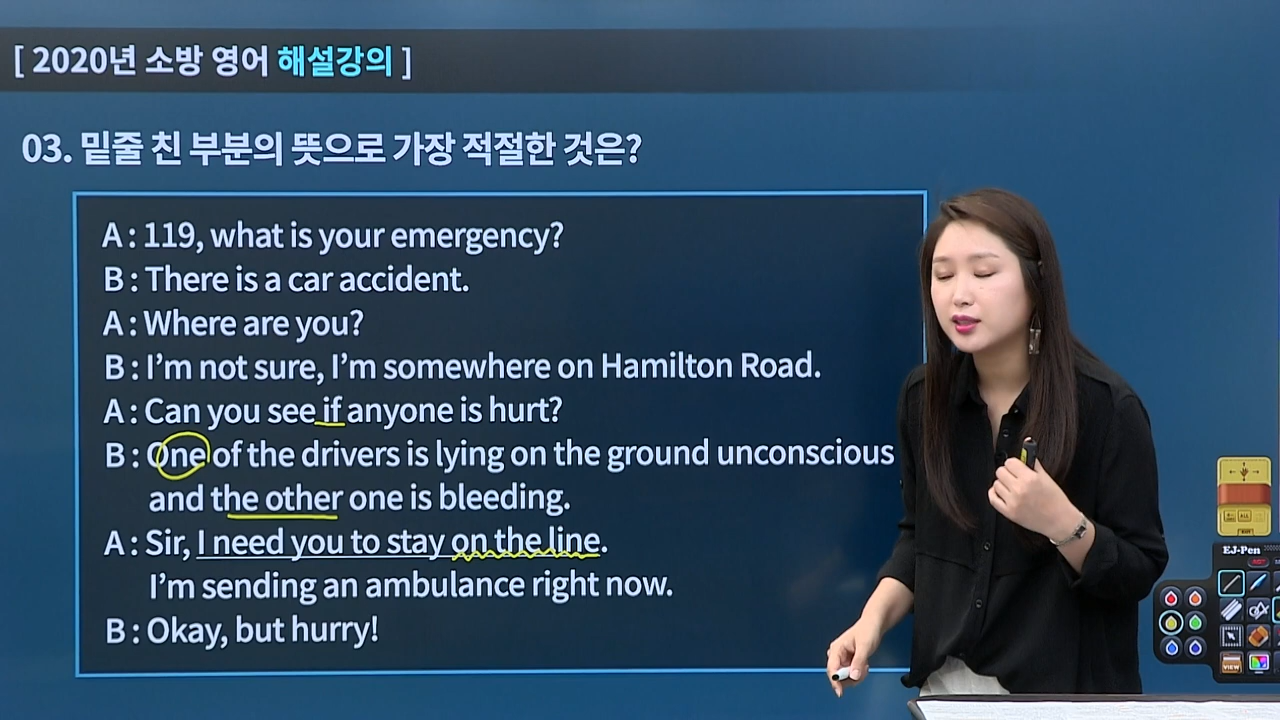 [ 2020년 소방 영어 해설강의 ]
03. 밑줄 친 부분의 뜻으로 가장 적절한 것은?
A : 119, what is your emergency?
B : There is a car accident.
A : Where are you?
B : I'm not sure, I'm somewhere on Hamilton Road.
A : Can you see if anyone is hurt?
B : One of the drivers is lying on the ground unconscious
and the other one is bleeding.
A : Sir, I need you to stay on the line.
I'm sending an ambulance right now.
B : Okay, but hurry!
EJ-Pen
VIEW